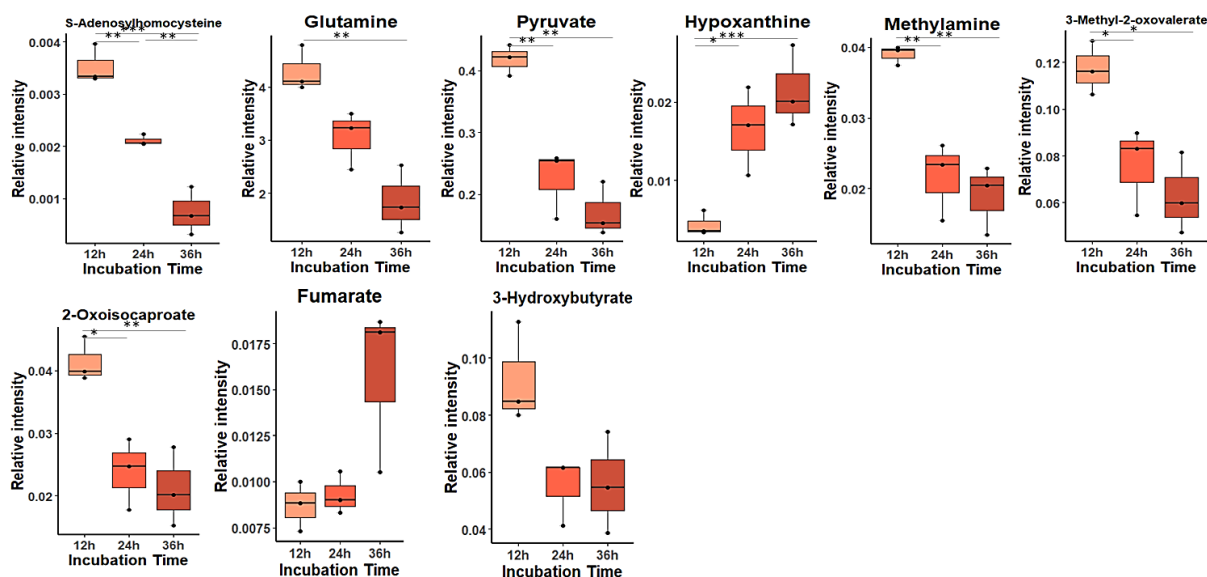 S-Adenosylhomocysteine
*** 
** **
Relative intensity
0.004
0.003
0.002
0.001
12h 24h 36h
Incubation Time
Glutamine
**
Relative intensity
4
3
2
12h 24h 36h
Incubation Time
Pyruvate
** **
Relative intensity
0.4
0.3
0.2
12h 24h 36h
Incubation Time
Hypoxanthine
* ***
Relative intensity
0.02
0.01
12h 24h 36h
Incubation Time
Methylamine
** **
Relative intensity
0.04
0.03
0.02
12h 24h 36h
Incubation Time
3-Methyl-2-oxovalerate
* *
Relative intensity
0.12
0.10
0.08
0.06
12h 24h 36h
Incubation Time
2-Oxoisocaproate
* **
Relative intensity
0.04
0.03
0.02
12h 24h 36h
Incubation Time
Fumarate
Relative intensity
0.0175
0.0150
0.0125
0.0100
0.0075
12h 24h 36h
Incubation Time
3-Hydroxybutyrate
Relative intensity
0.10
0.08
0.06
0.04
12h 24h 36h
Incubation Time